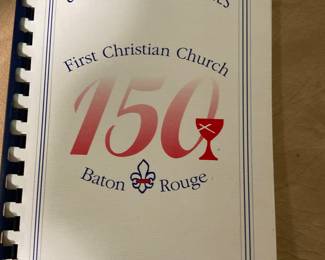 First Christian Church
150
Baton Rouge